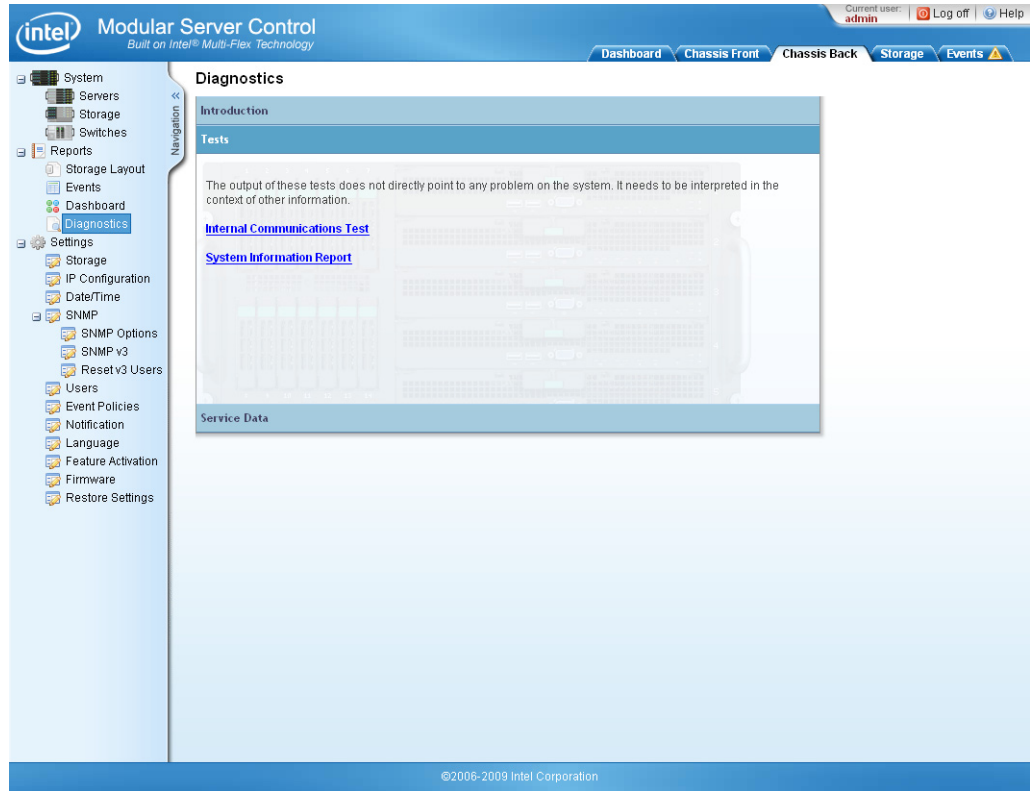 intel
Modular Server Control
Built on Intel® Multi-Flex Technology
Current user:
admin
Log off
Help
Dashboard
Chassis Front
Chassis Back
Storage
Events
System
Servers
Storage
Switches
Reports
Storage Layout
Events
Dashboard
Diagnostics
Settings
Storage
IP Configuration
Date/Time
SNMP
SNMP Options
SNMP v3
Reset v3 Users
Users
Event Policies
Notification
Language
Feature Activation
Firmware
Restore Settings
«
Navigation
Diagnostics
Introduction
Tests
The output of these tests does not directly point to any problem on the system. It needs to be interpreted in the
context of other information.
Internal Communications Test
System Information Report
Service Data
©2006-2009 Intel Corporation